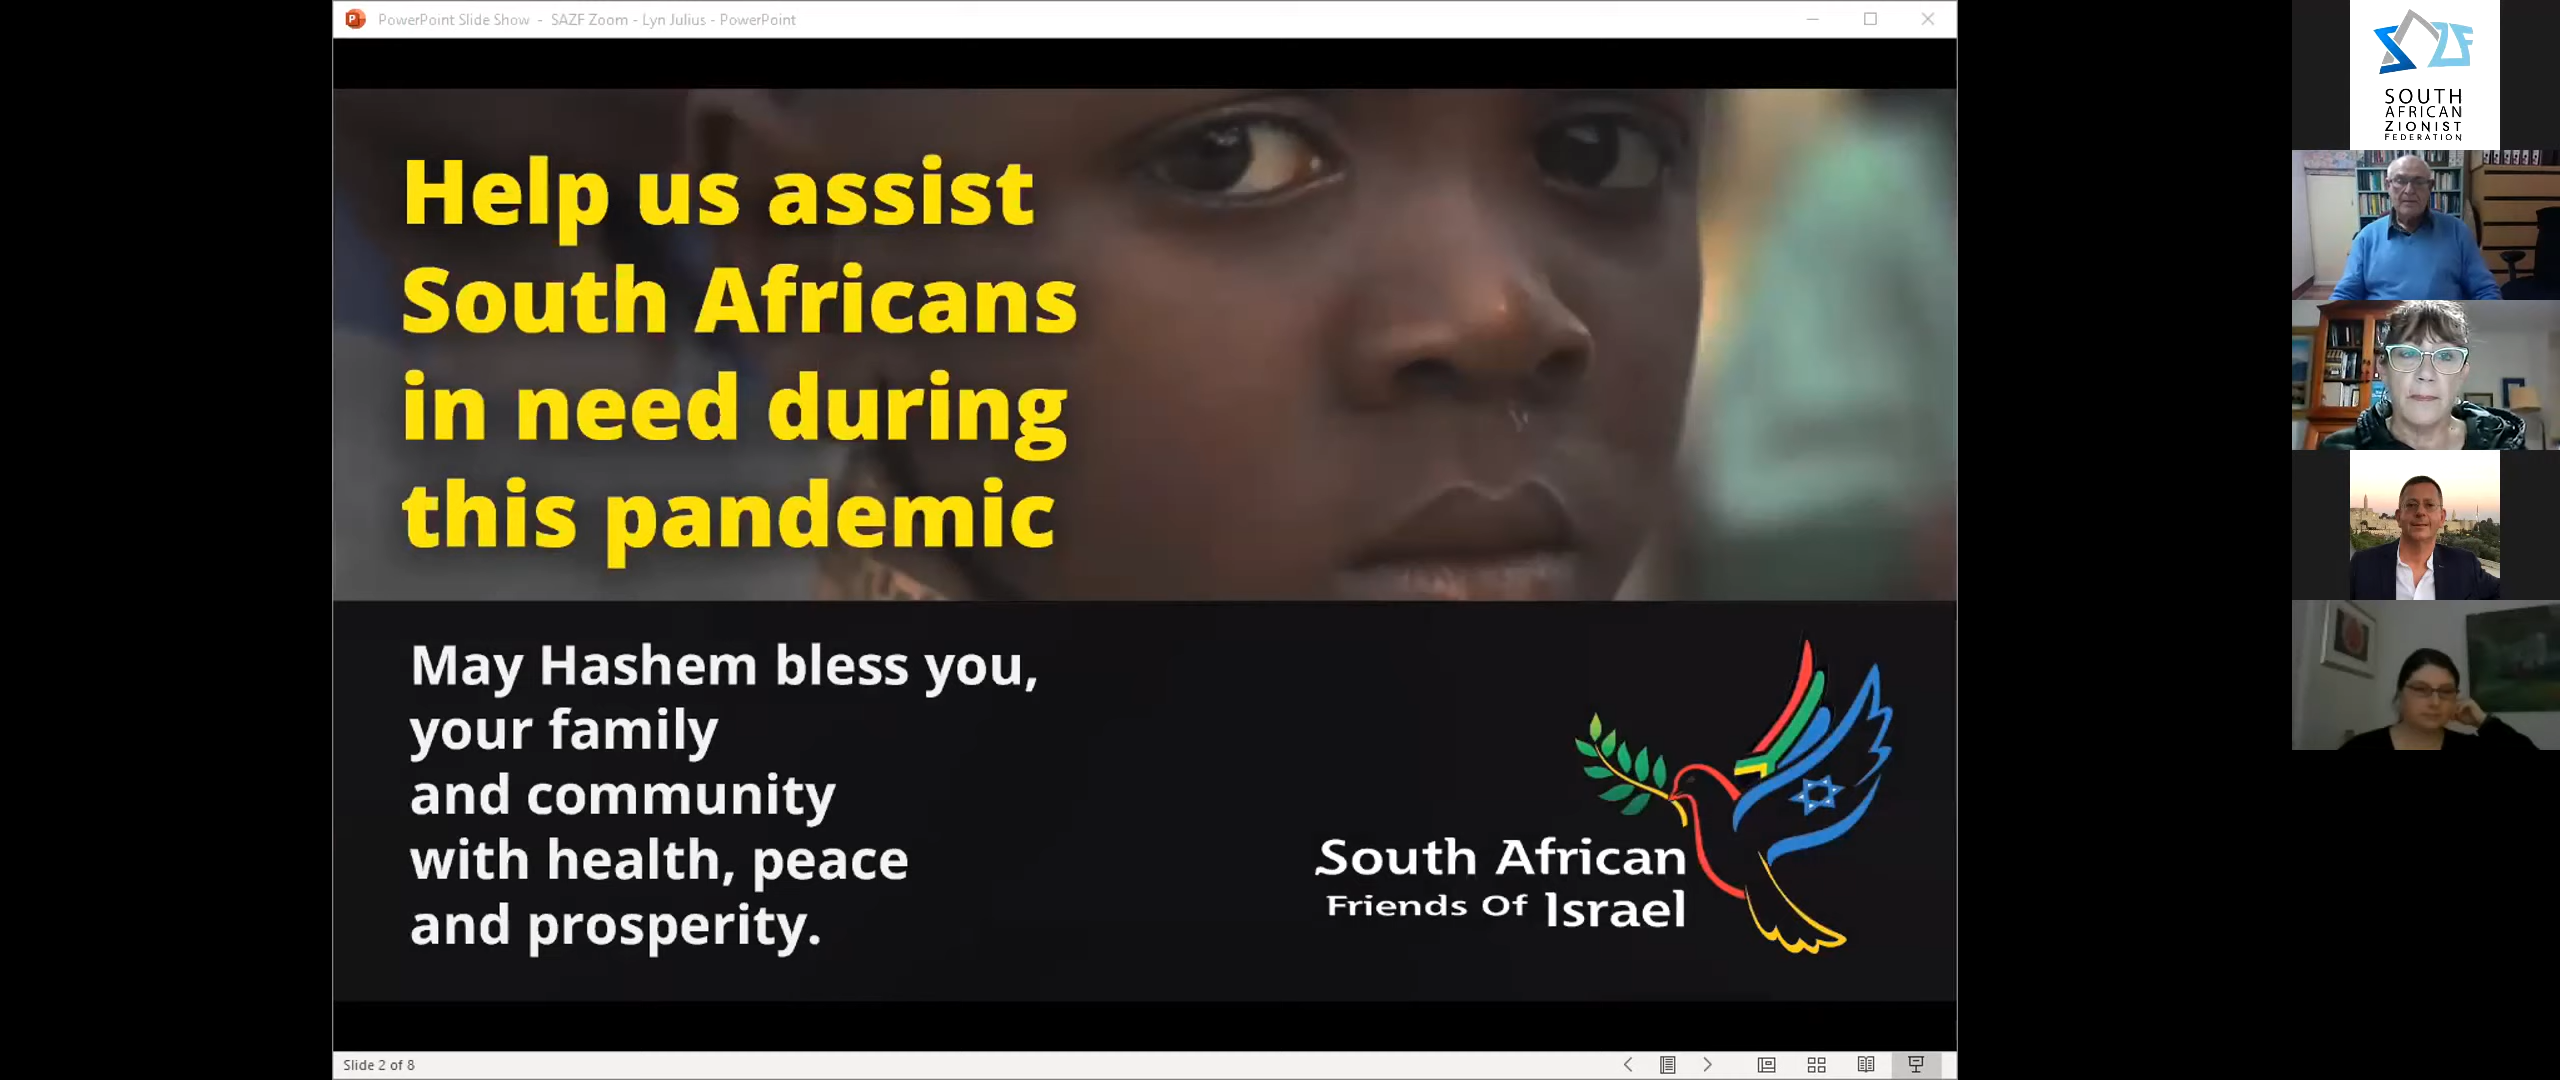 PowerPoint Slide Show - SAZF Zoom - Lyn Julius - PowerPoint
Help us assist
South Africans
in need during
this pandemic
May Hashem bless you,
your family
and community
with health, peace
and prosperity.
South African
Friends Of Israel
Slide 2 of 8
SZF
SOUTH
AFRICAN
ZIONIST
FEDERATION